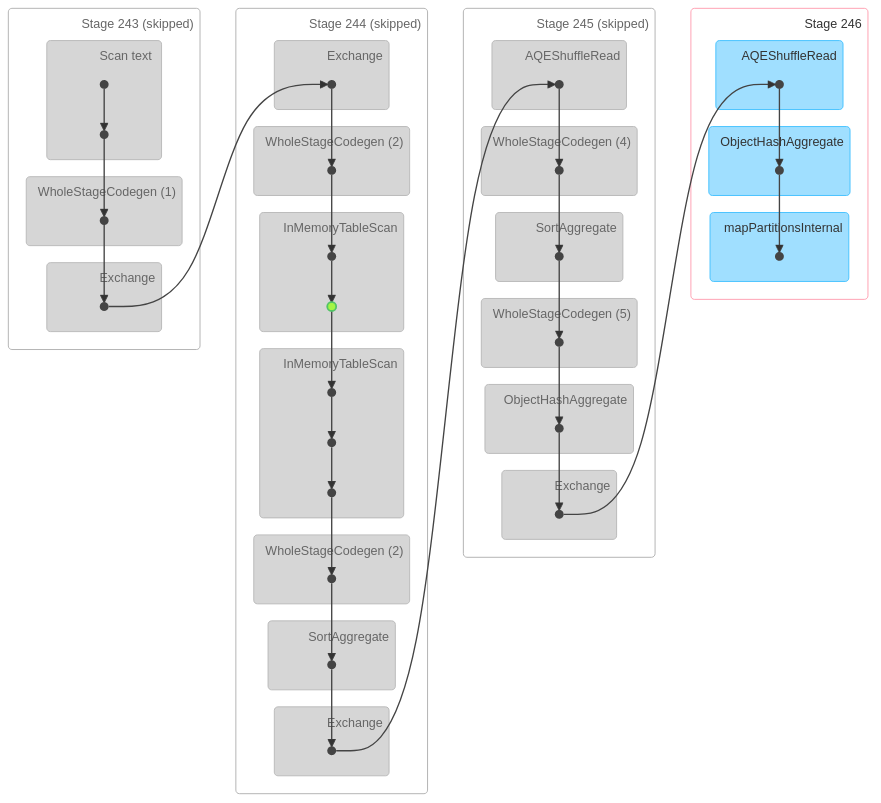 Stage 243 (skipped)
Scan text
WholeStageCodegen (1)
Exchange
Stage 244 (skipped)
Exchange
WholeStageCodegen (2)
InMemoryTableScan
InMemoryTableScan
WholeStageCodegen (2)
SortAggregate
Exchange
Stage 245 (skipped)
AQEShuffleRead
WholeStageCodegen (4)
SortAggregate
WholeStageCodegen (5)
ObjectHashAggregate
Exchange
Stage 246
AQEShuffleRead
ObjectHashAggregate
mapPartitionsInternal